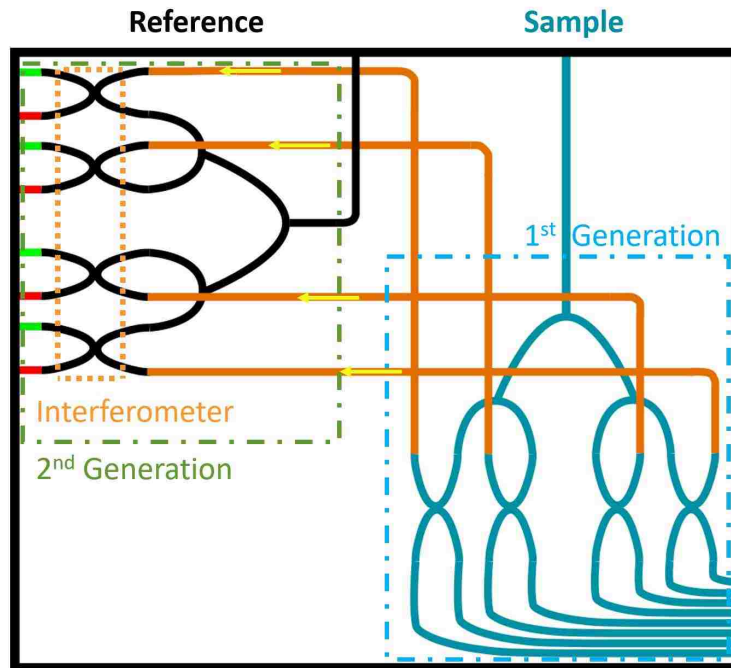 Reference
Sample
1st Generation
Interferometer
2nd Generation